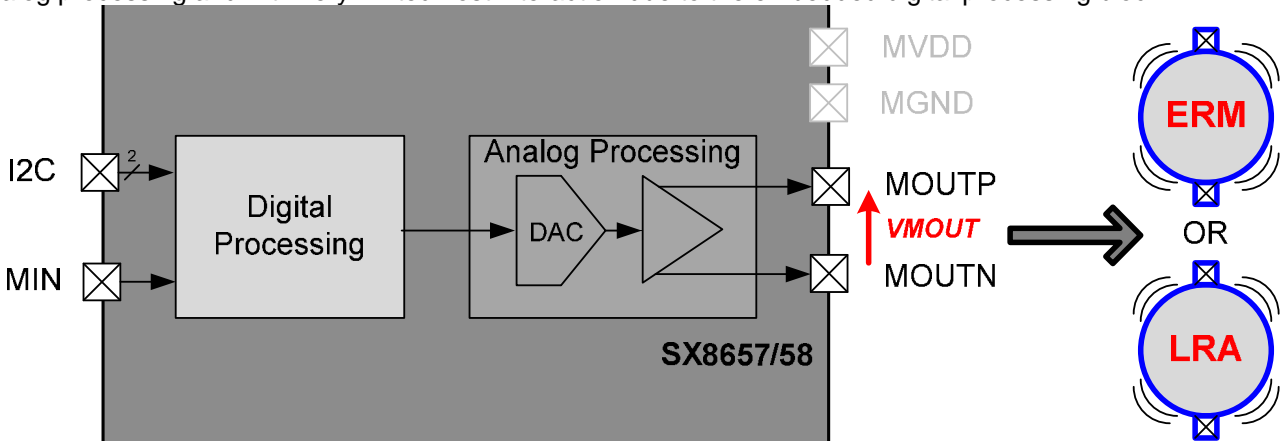 MVDD
MGND
ERM
I2C
2
Digital
Processing
Analog Processing
DAC
MOUTP
VMOUT
MOUTN
OR
MIN
LRA
SX8657/58